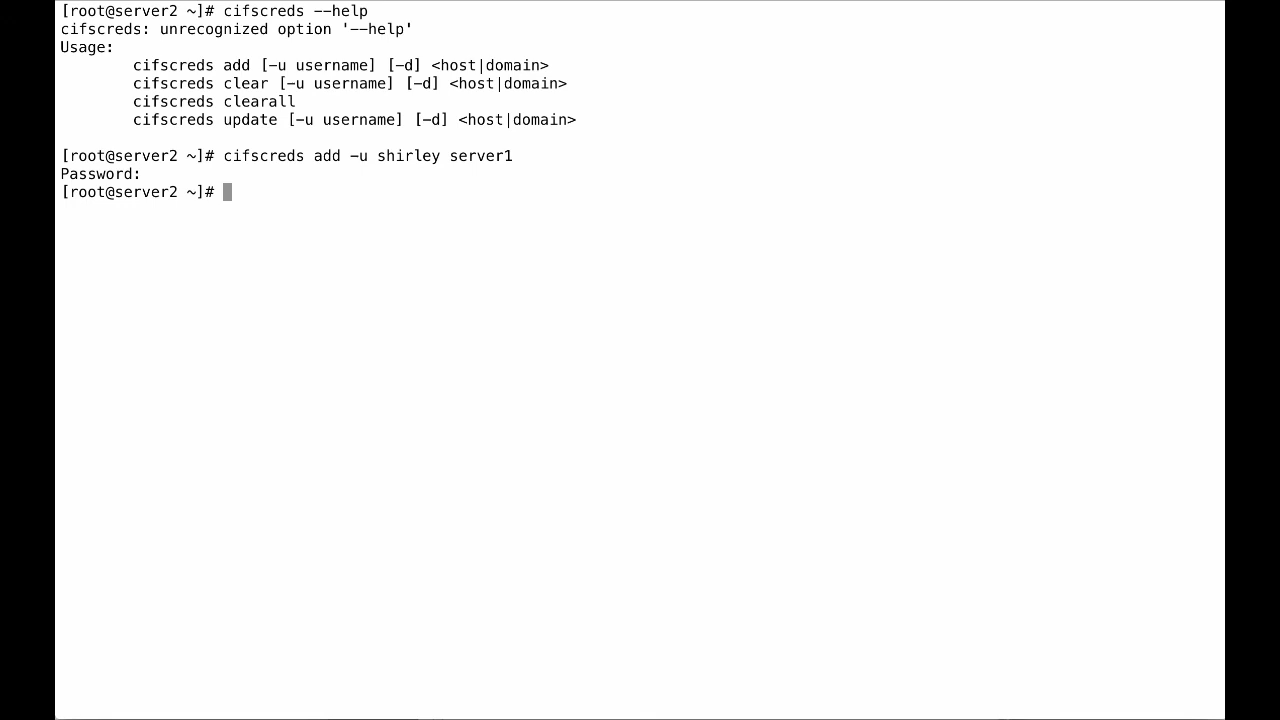 [root@server2 ~]# cifscreds --help
cifscreds: unrecognized option '--help'
Usage:
        cifscreds add [-u username] [-d] <host|domain>
        cifscreds clear [-u username] [-d] <host|domain>
        cifscreds clearall
        cifscreds update [-u username] [-d] <host|domain>

[root@server2 ~]# cifscreds add -u shirley server1
Password:
[root@server2 ~]#